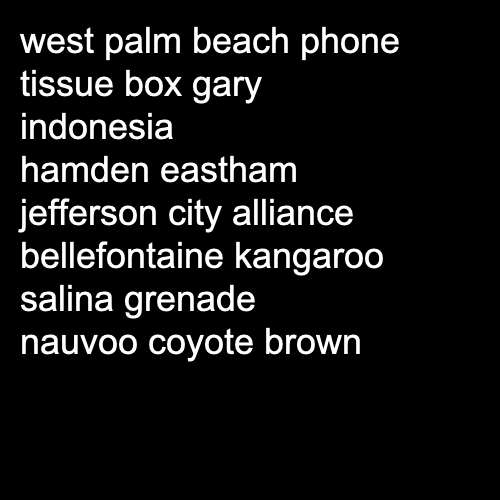 west palm beach phone
tissue box gary
indonesia
hamden eastham
jefferson city alliance
bellefontaine kangaroo
salina grenade
nauvoo coyote brown